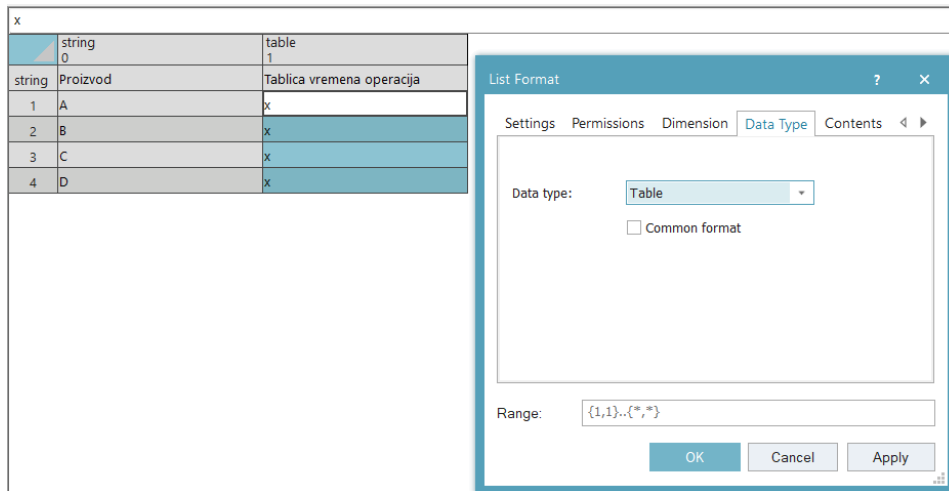 x
string table
0 1
string Proizvod Tablica vremena operacija
1 A x
2 B x
3 C x
4 D x
List Format ? ×
Settings Permissions Dimension Data Type Contents
Data type: Table
Common format
Range: {1,1}..{*,*}
OK Cancel Apply